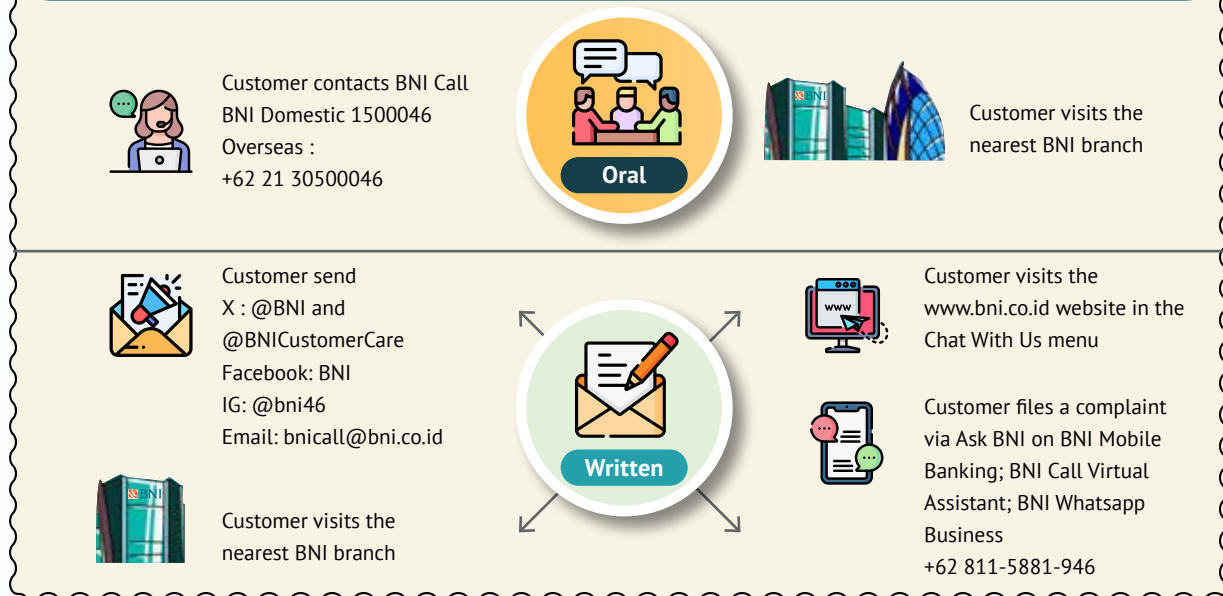 Customer contacts BNI Call
BNI Domestic 1500046
Overseas :
+62 21 30500046
Oral
BNI
Customer visits the
nearest BNI branch
Customer send
X : @BNI and
@BNICustomerCare
Facebook: BNI
IG: @bni46
Email: bnicall@bni.co.id
BNI
Customer visits the
nearest BNI branch
Written
www
Customer visits the
www.bni.co.id website in the
Chat With Us menu
Customer files a complaint
via Ask BNI on BNI Mobile
Banking; BNI Call Virtual
Assistant; BNI Whatsapp
Business
+62 811-5881-946